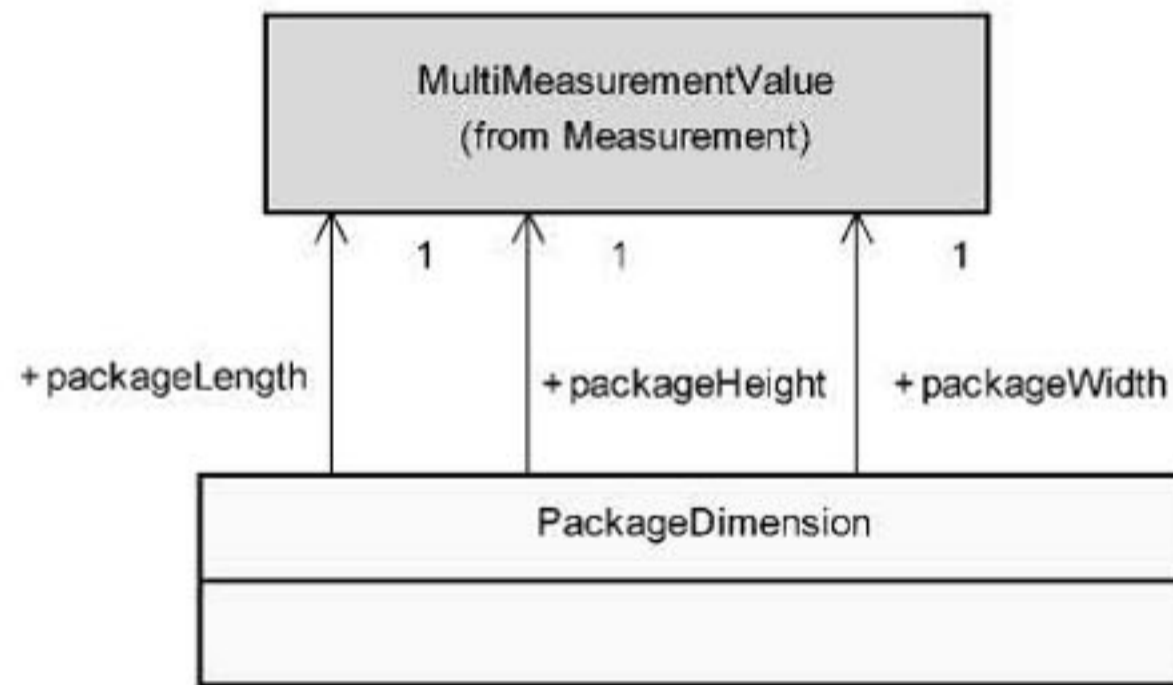 MultiMeasurementValue
(from Measurement)
1
1
1
+packageLength
+packageHeight
+packageWidth
PackageDimension